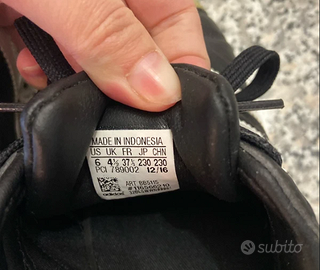 MADE IN INDONESIA
US UK FR JP CHN
6 4½ 37⅓ 230 230
PCI 789002 12/16
ART BB5115
adidas
subito